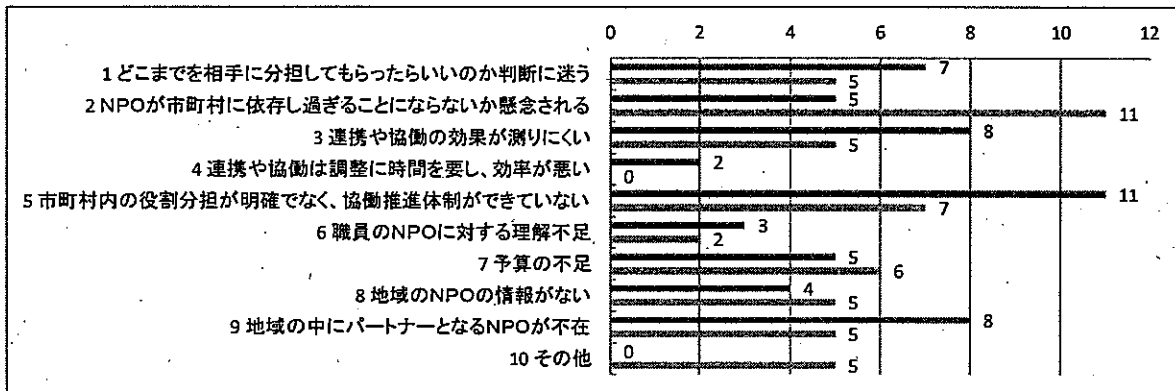 0 2 4 6 8 10 12
1 どこまでを相手に分担してもらったらいいのか判断に迷う 7
5
2 NPOが市町村に依存し過ぎることにならないか懸念される 5
11
3 連携や協働の効果が測りにくい 8
5
4 連携や協働は調整に時間を要し、効率が悪い 2
0
5 市町村内の役割分担が明確でなく、協働推進体制ができていない 11
7
6 職員のNPOに対する理解不足 3
2
7 予算の不足 5
6
8 地域のNPOの情報がない 4
5
9 地域の中にパートナーとなるNPOが不在 8
5
10 その他 0
5